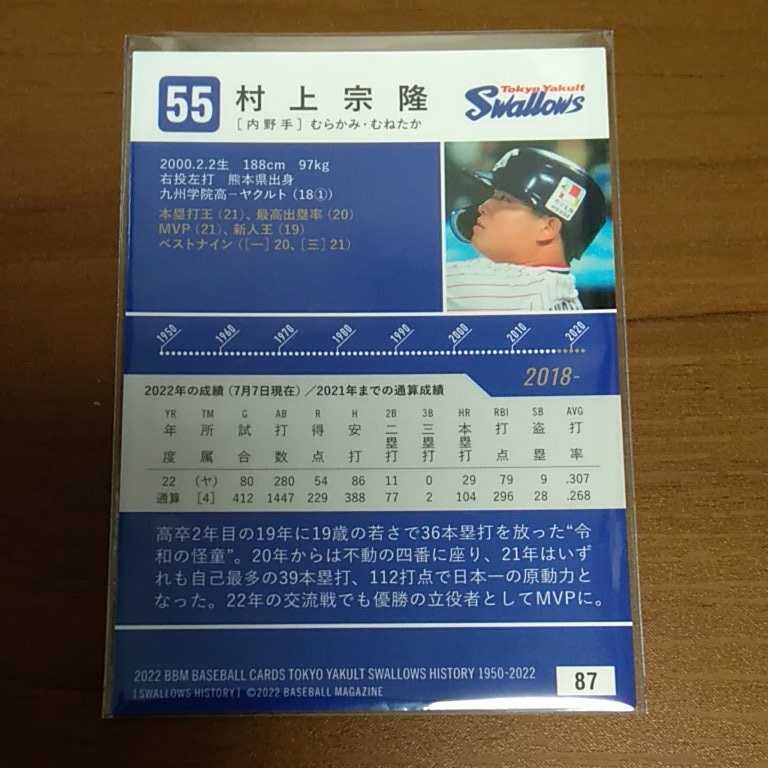 55 村上宗隆
[内野手] むらかみ・むねたか
Tokyo Yakult
Swallows
2000.2.2生 188cm 97kg
右投左打 熊本県出身
九州学院高－ヤクルト(18①)
本塁打王(21)、最高出塁率(20)
MVP(21)、新人王(19)
ベストナイン([一]20、[三]21)
1950 1960 1970 1980 1990 2000 2010 2020
2018-
2022年の成績(7月7日現在)／2021年までの通算成績
YR TM G AB R H 2B 3B HR RBI SB AVG
年度 所属 試合 打数 得点 安打 二塁打 三塁打 本塁打 打点 盗塁 打率
22 (ヤ) 80 280 54 86 11 0 29 79 9 .307
通算 [4] 412 1447 229 388 77 2 104 296 28 .268
高卒2年目の19年に19歳の若さで36本塁打を放った“令
和の怪童”。20年からは不動の四番に座り、21年はいず
れも自己最多の39本塁打、112打点で日本一の原動力と
なった。22年の交流戦でも優勝の立役者としてMVPに。
2022 BBM BASEBALL CARDS TOKYO YAKULT SWALLOWS HISTORY 1950-2022
[SWALLOWS HISTORY] ©2022 BASEBALL MAGAZINE
87